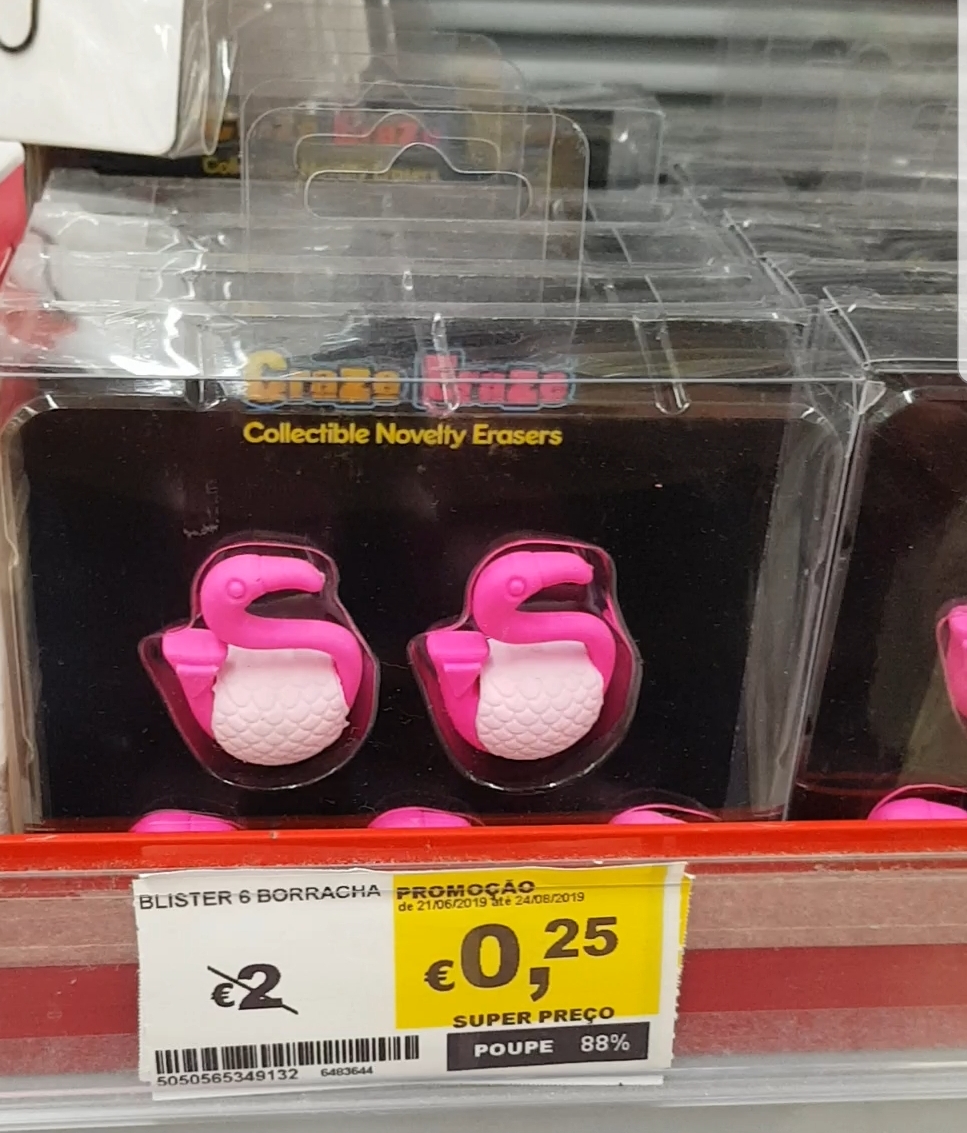 Craze Eraze
Collectible Novelty Erasers
BLISTER 6 BORRACHA
PROMOÇÃO
de 21/06/2019 até 24/08/2019
€2
€0,25
SUPER PREÇO
POUPE 88%
5050565349132 6483644